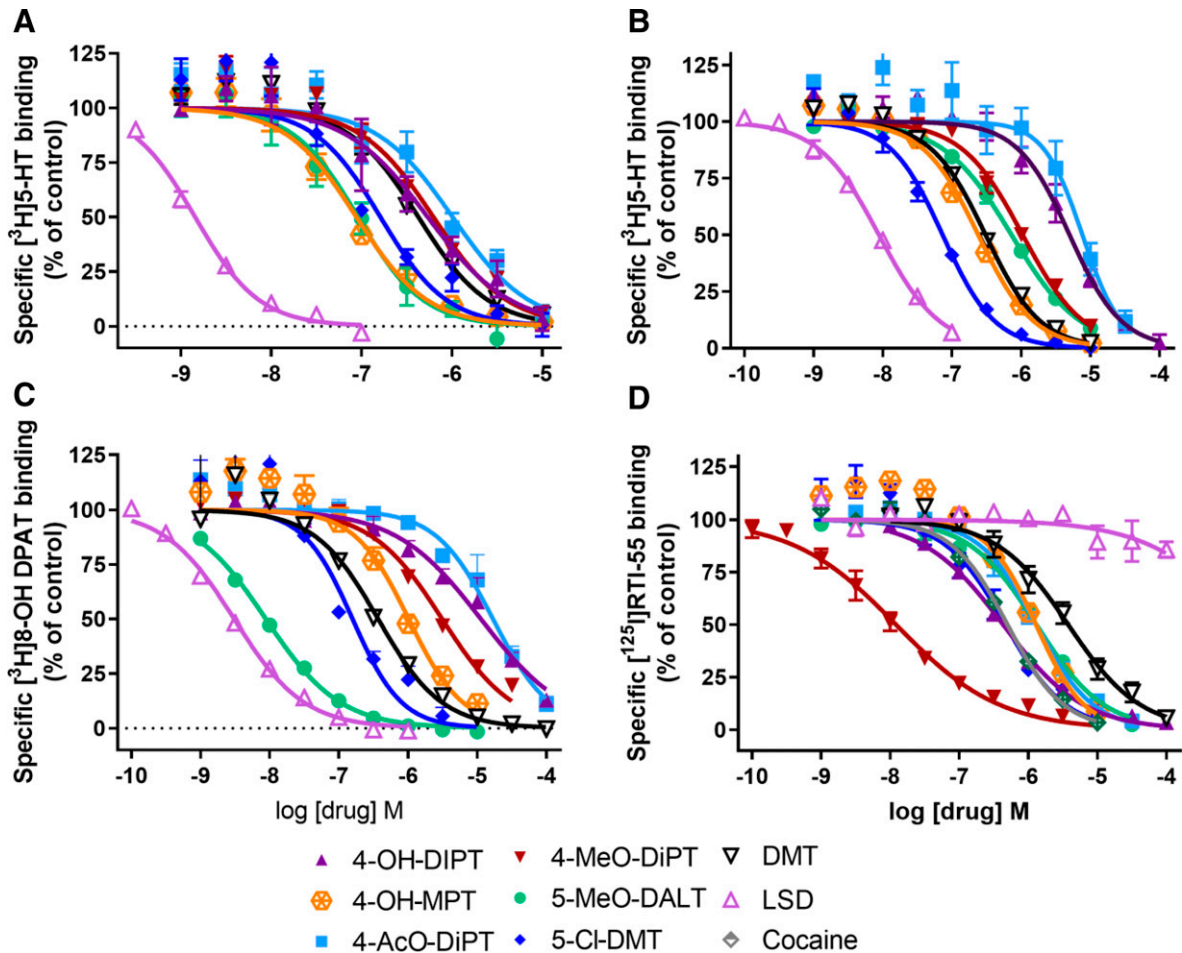 A
Specific [³H]5-HT binding
(% of control)
125
100
75
50
25
0
-9 -8 -7 -6 -5
B
Specific [³H]5-HT binding
(% of control)
125
100
75
50
25
0
-10 -9 -8 -7 -6 -5 -4
C
Specific [³H]8-OH DPAT binding
(% of control)
125
100
75
50
25
0
-10 -9 -8 -7 -6 -5 -4
log [drug] M
D
Specific [¹²⁵I]RTI-55 binding
(% of control)
125
100
75
50
25
0
-10 -9 -8 -7 -6 -5 -4
log [drug] M
4-OH-DIPT 4-MeO-DiPT DMT
4-OH-MPT 5-MeO-DALT LSD
4-AcO-DiPT 5-Cl-DMT Cocaine